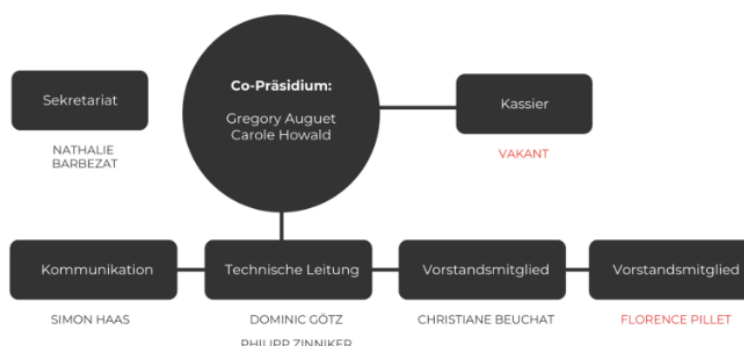 Co-Präsidium:
Gregory Auguet
Carole Howald
Sekretariat
NATHALIE
BARBEZAT
Kassier
VAKANT
Kommunikation
SIMON HAAS
Technische Leitung
DOMINIC GÖTZ
PHILIPP ZINNIKER
Vorstandsmitglied
CHRISTIANE BEUCHAT
Vorstandsmitglied
FLORENCE PILLET